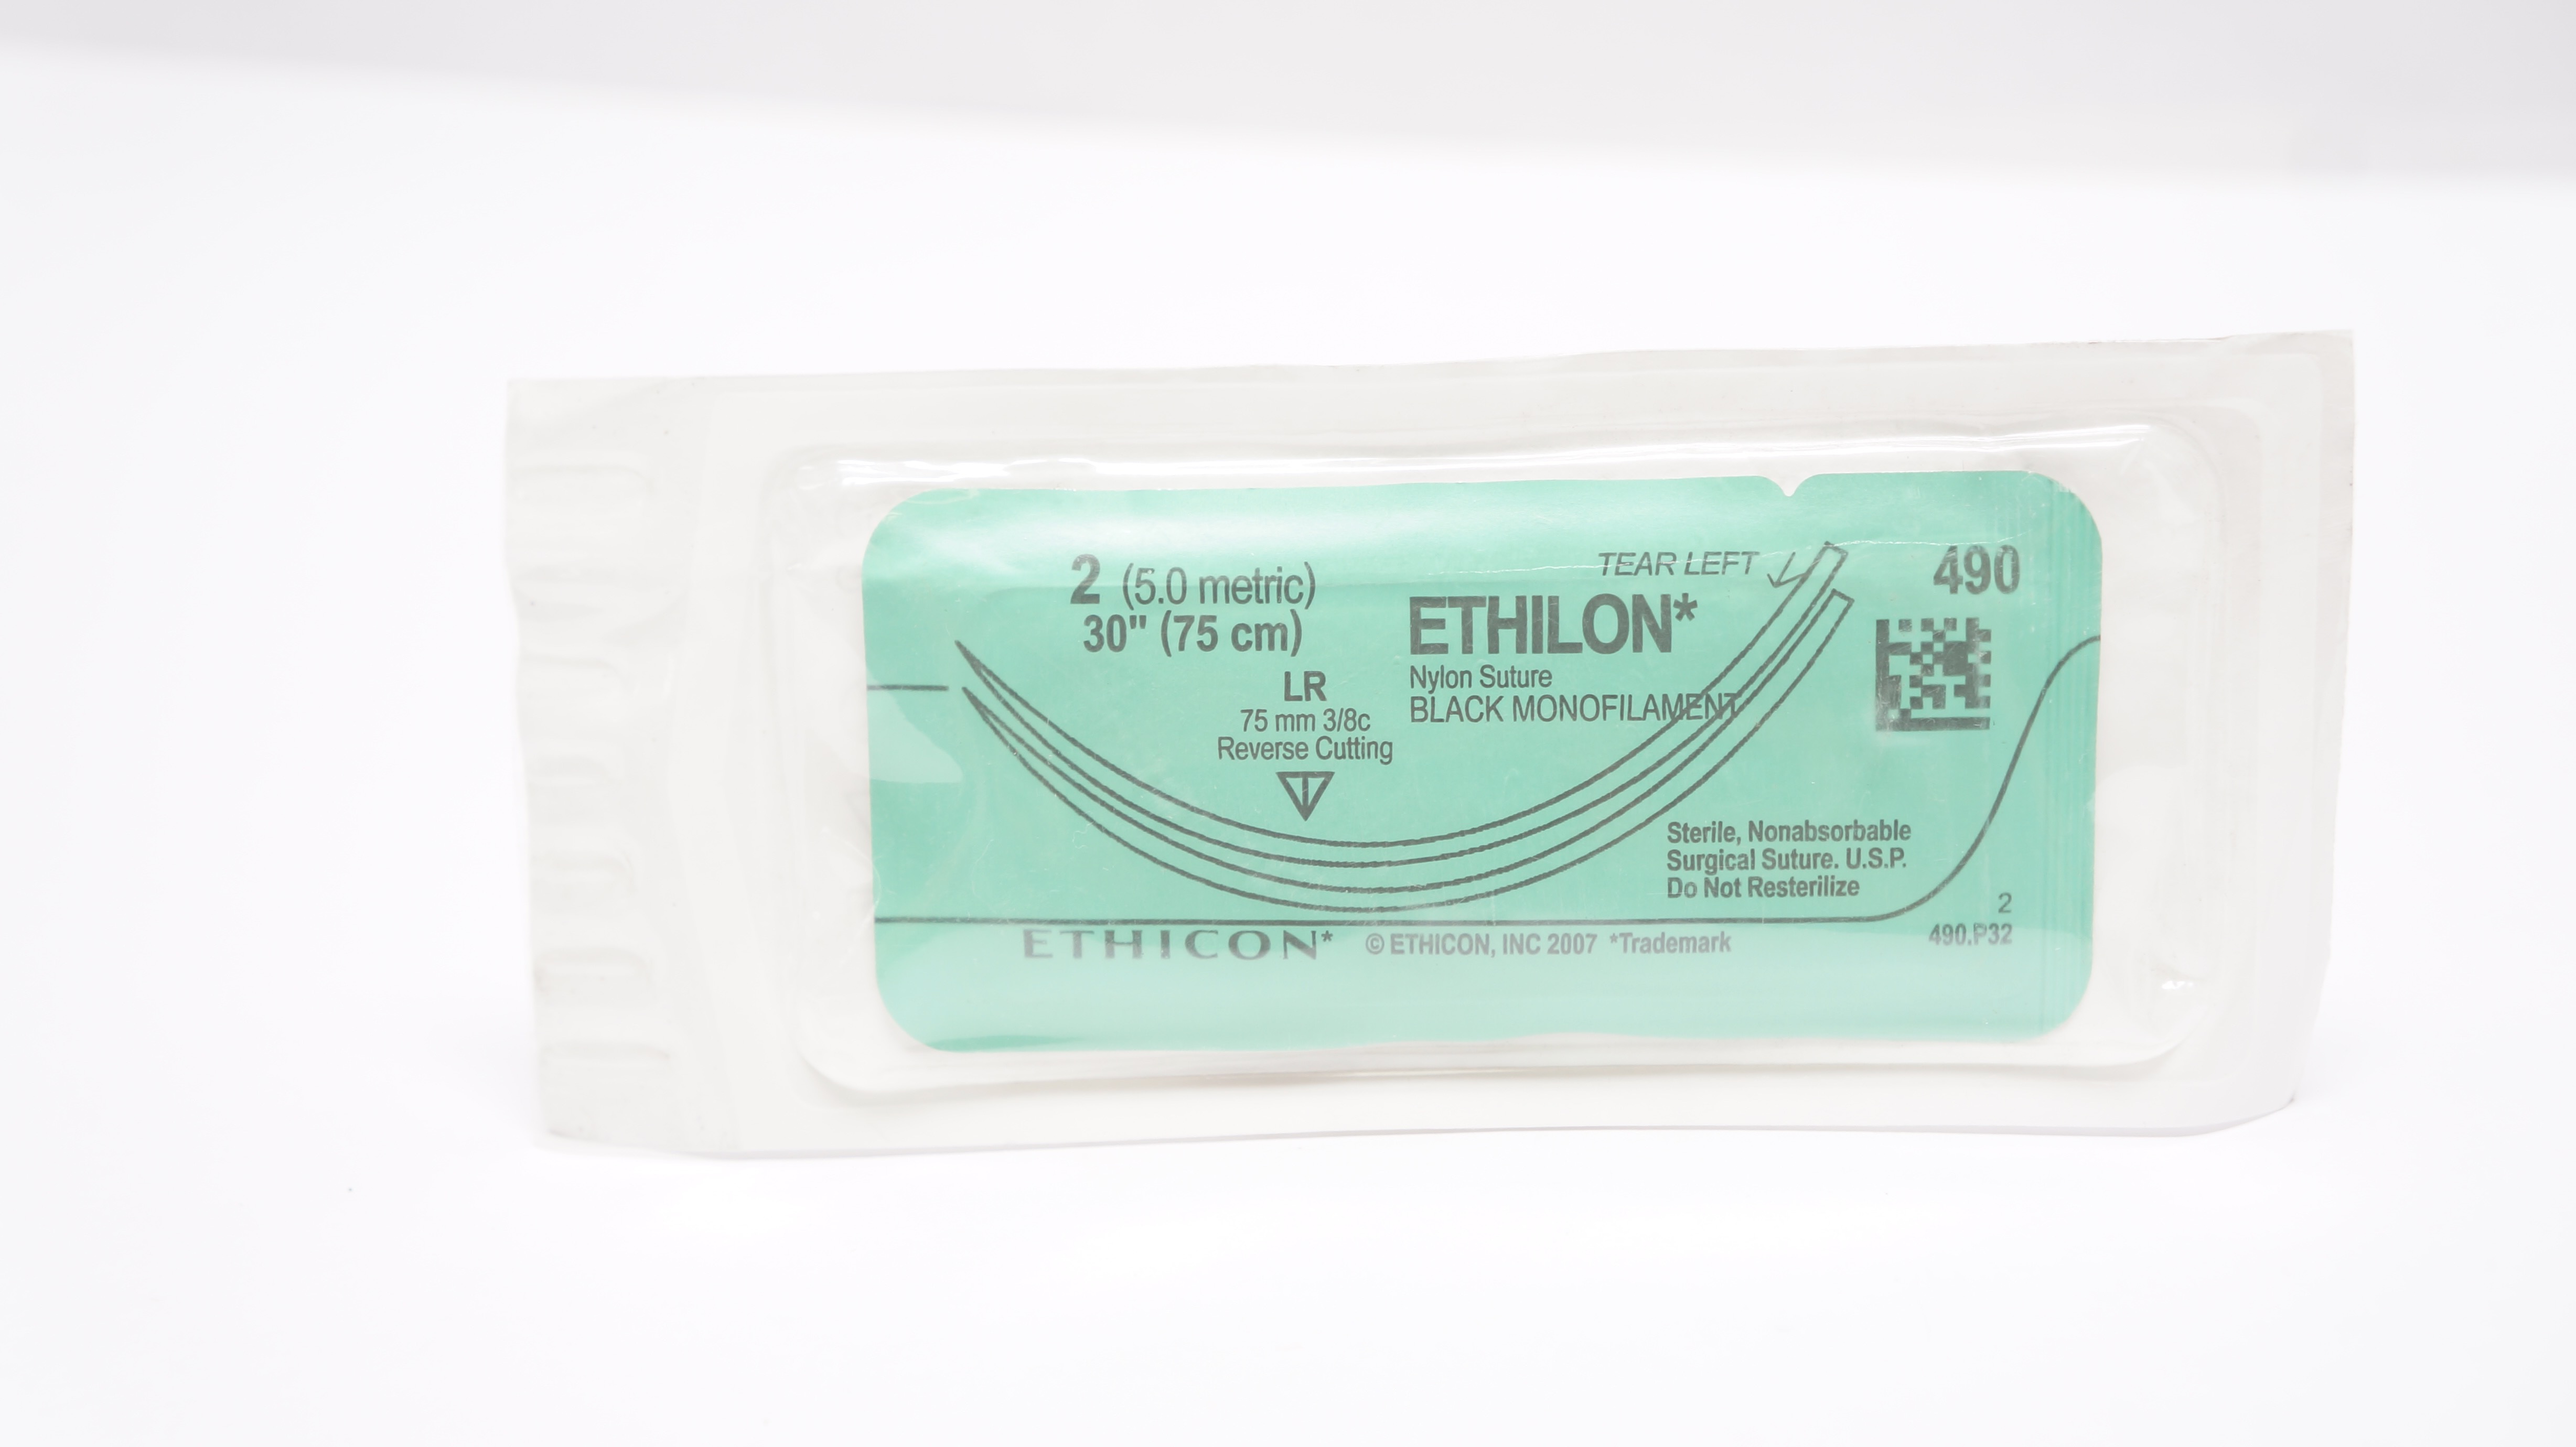 2 (5.0 metric)
30" (75 cm)
LR
75 mm 3/8c
Reverse Cutting
TEAR LEFT
ETHILON*
Nylon Suture
BLACK MONOFILAMENT
490
Sterile, Nonabsorbable
Surgical Suture. U.S.P.
Do Not Resterilize
2
490.P32
ETHICON* © ETHICON, INC 2007 *Trademark